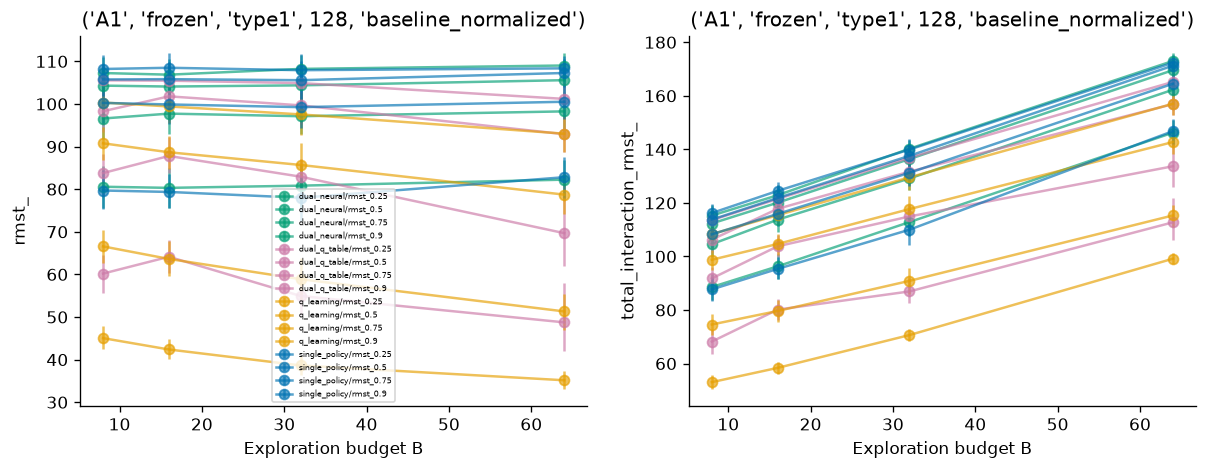 ('A1', 'frozen', 'type1', 128, 'baseline_normalized')
110
100
90
80
70
60
50
40
30
rmst_
dual_neural/rmst_0.25
dual_neural/rmst_0.5
dual_neural/rmst_0.75
dual_neural/rmst_0.9
dual_q_table/rmst_0.25
dual_q_table/rmst_0.5
dual_q_table/rmst_0.75
dual_q_table/rmst_0.9
q_learning/rmst_0.25
q_learning/rmst_0.5
q_learning/rmst_0.75
q_learning/rmst_0.9
single_policy/rmst_0.25
single_policy/rmst_0.5
single_policy/rmst_0.75
single_policy/rmst_0.9
10 20 30 40 50 60
Exploration budget B
('A1', 'frozen', 'type1', 128, 'baseline_normalized')
180
160
140
120
100
80
60
total_interaction_rmst_
10 20 30 40 50 60
Exploration budget B